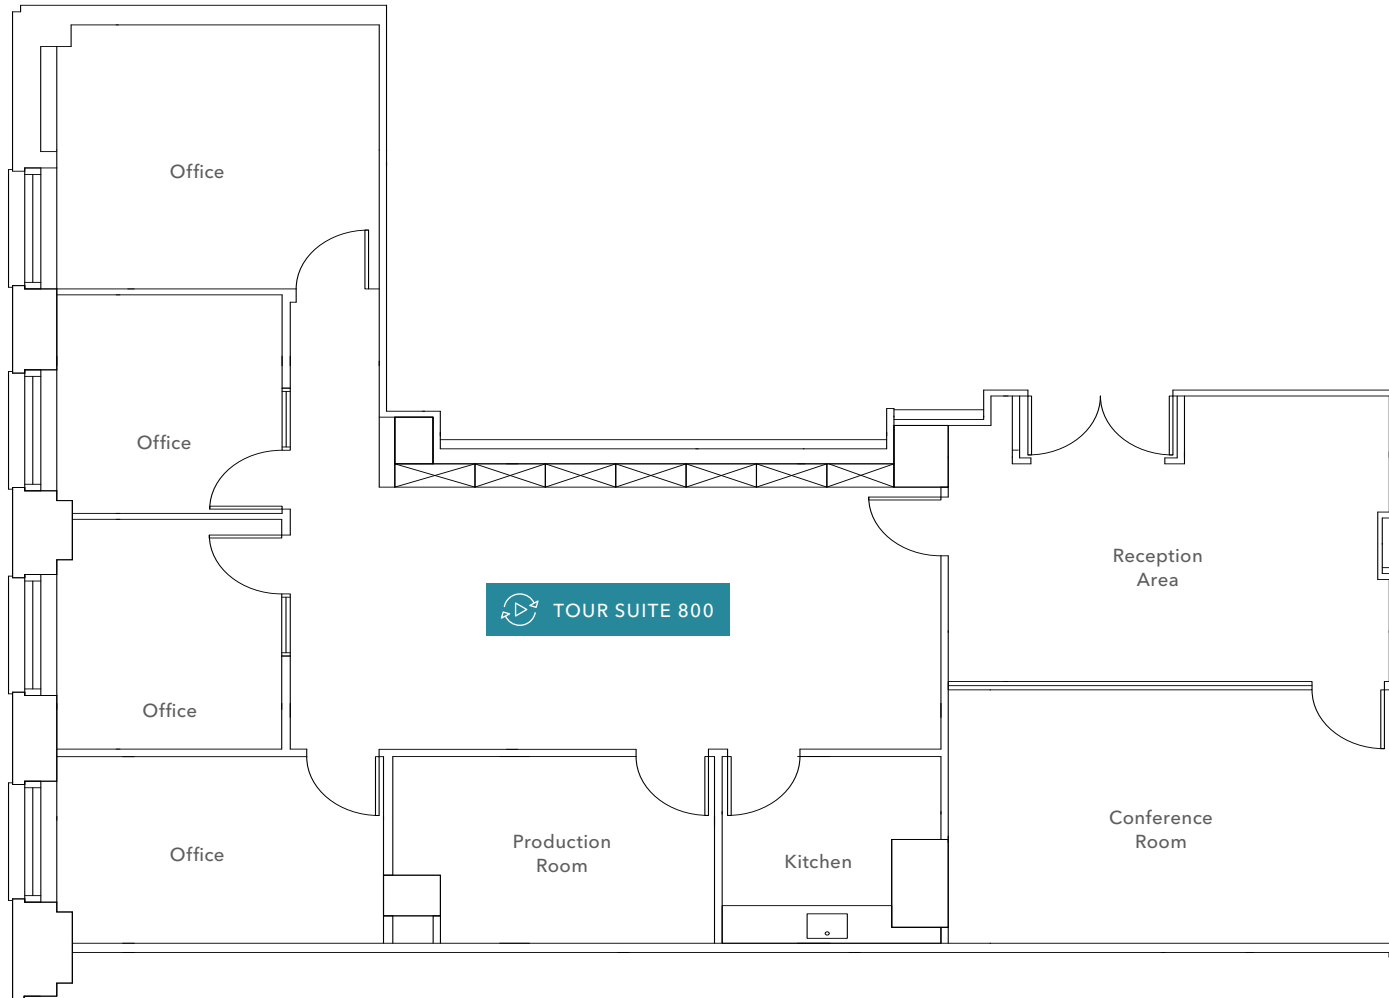 Office
Office
Reception
Area
TOUR SUITE 800
Office
Office
Production
Room
Kitchen
Conference
Room